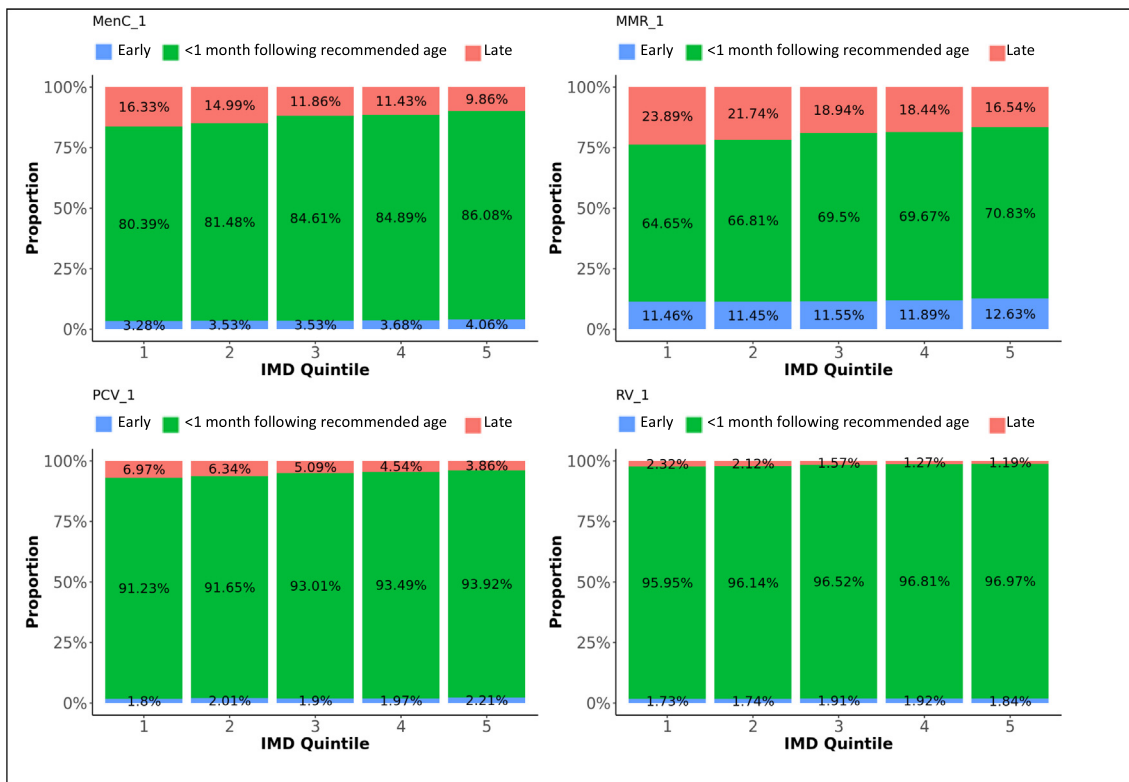 MenC_1
Early <1 month following recommended age Late
100%
16.33% 14.99% 11.86% 11.43% 9.86%
75%
Proportion
50%
80.39% 81.48% 84.61% 84.89% 86.08%
25%
0%
3.28% 3.53% 3.53% 3.68% 4.06%
1 2 3 4 5
IMD Quintile
MMR_1
Early <1 month following recommended age Late
100%
23.89% 21.74% 18.94% 18.44% 16.54%
75%
Proportion
50%
64.65% 66.81% 69.5% 69.67% 70.83%
25%
11.46% 11.45% 11.55% 11.89% 12.63%
0%
1 2 3 4 5
IMD Quintile
PCV_1
Early <1 month following recommended age Late
100%
6.97% 6.34% 5.09% 4.54% 3.86%
75%
Proportion
50%
91.23% 91.65% 93.01% 93.49% 93.92%
25%
0%
1.8% 2.01% 1.9% 1.97% 2.21%
1 2 3 4 5
IMD Quintile
RV_1
Early <1 month following recommended age Late
100%
2.32% 2.12% 1.57% 1.27% 1.19%
75%
Proportion
50%
95.95% 96.14% 96.52% 96.81% 96.97%
25%
0%
1.73% 1.74% 1.91% 1.92% 1.84%
1 2 3 4 5
IMD Quintile